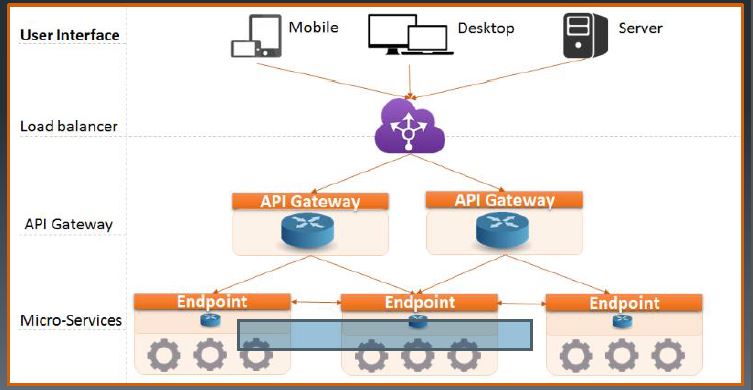 User Interface
Mobile
Desktop
Server
Load balancer
API Gateway
API Gateway
API Gateway
Micro-Services
Endpoint
Endpoint
Endpoint